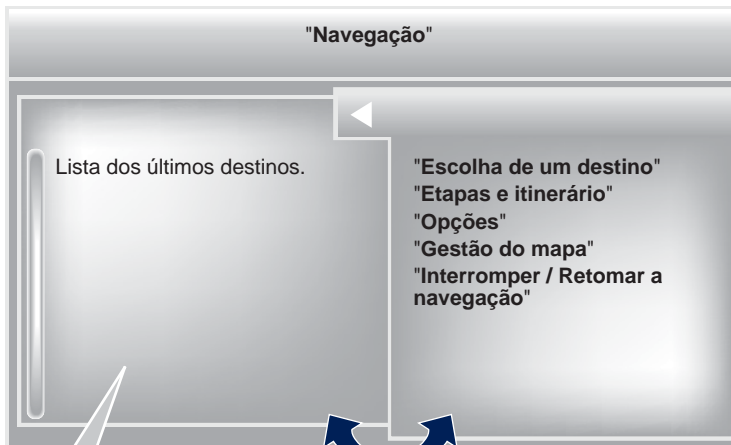 "Navegação"
Lista dos últimos destinos.
"Escolha de um destino"
"Etapas e itinerário"
"Opções"
"Gestão do mapa"
"Interromper / Retomar a
navegação"